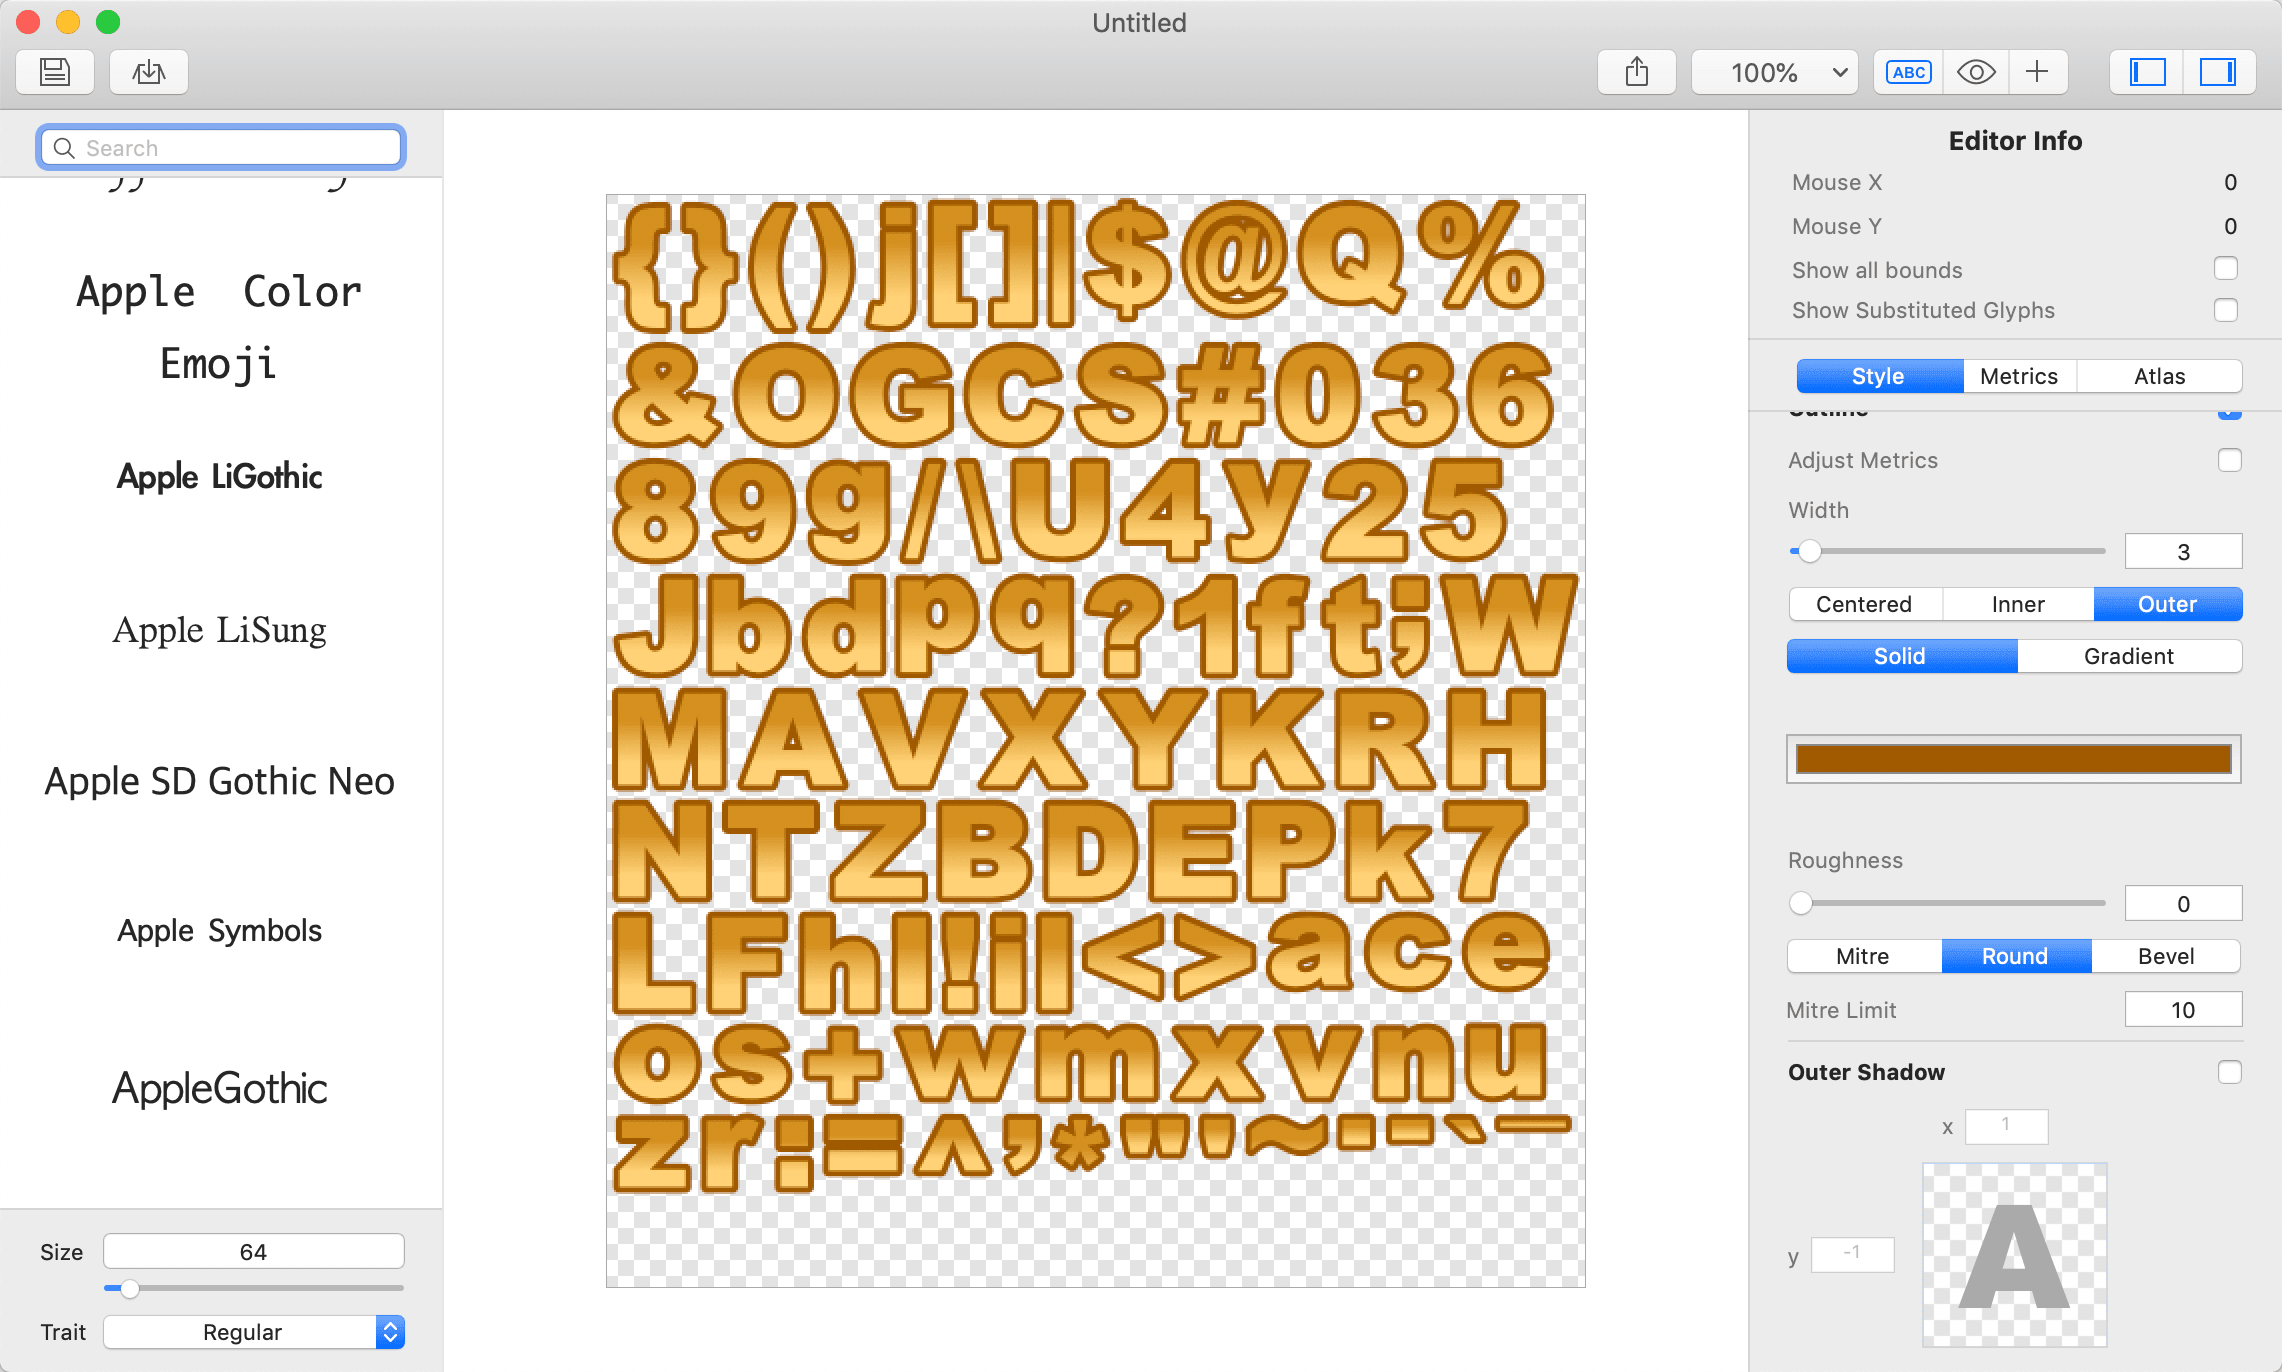 Untitled
100%
ABC
Search
Apple Color
Emoji
Apple LiGothic
Apple LiSung
Apple SD Gothic Neo
Apple Symbols
AppleGothic
Size 64
Trait Regular
{}()j[]|$@Q%
&OGCS#036
89g/\U4y25
Jbdpq?1ft;W
MAVXYKRH
NTZBDEPk7
LFhI!il<>ace
os+wmxvnu
zr:=^,*"'~.-`_
Editor Info
Mouse X 0
Mouse Y 0
Show all bounds
Show Substituted Glyphs
Style Metrics Atlas
Outline
Adjust Metrics
Width
3
Centered Inner Outer
Solid Gradient
Roughness
0
Mitre Round Bevel
Mitre Limit 10
Outer Shadow
x 1
y -1
A